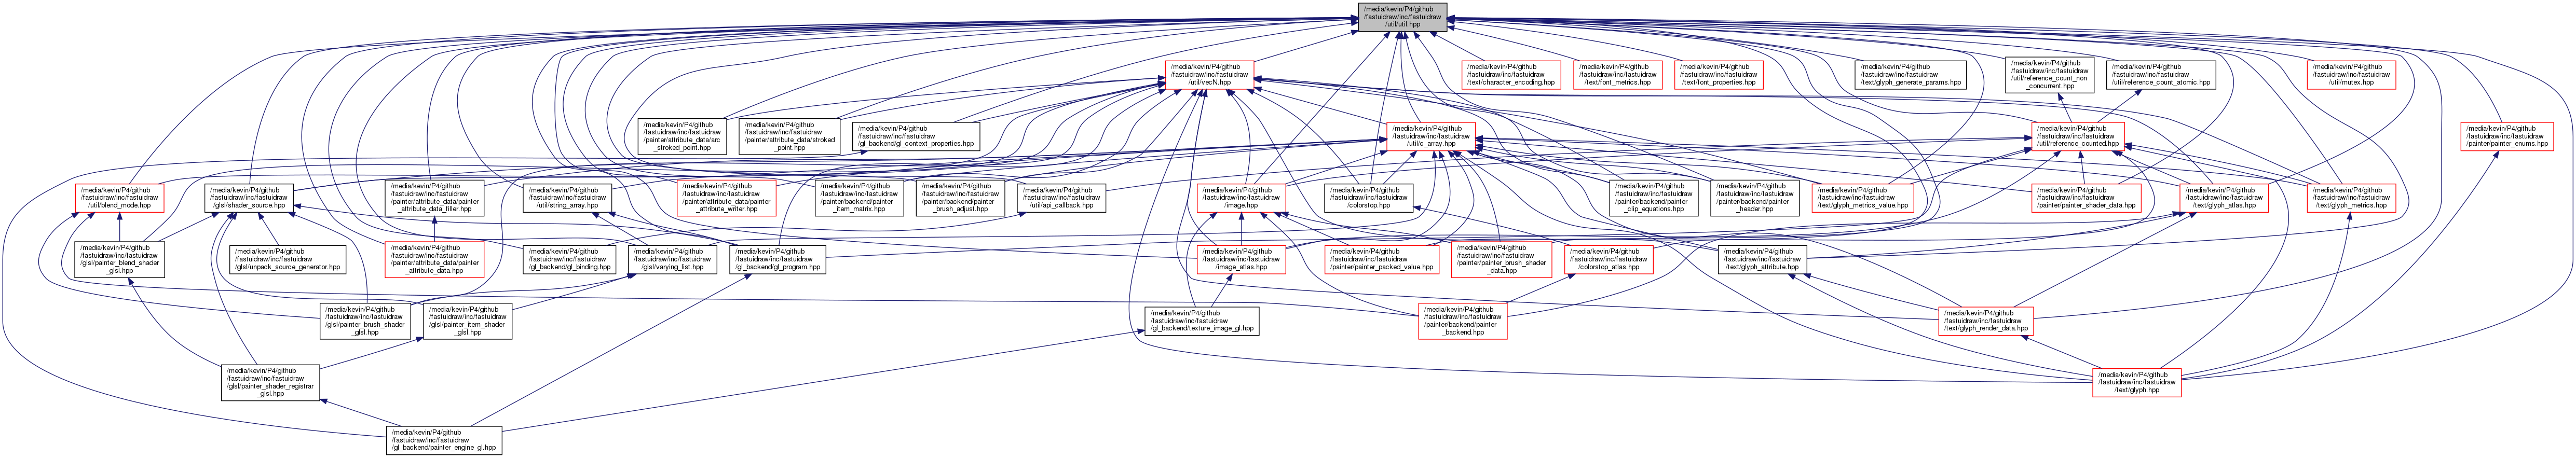 /media/kevin/P4/github
/fastuidraw/inc/fastuidraw
/util/util.hpp
/media/kevin/P4/github
/fastuidraw/inc/fastuidraw
/util/vecN.hpp
/media/kevin/P4/github
/fastuidraw/inc/fastuidraw
/text/character_encoding.hpp
/media/kevin/P4/github
/fastuidraw/inc/fastuidraw
/text/font_metrics.hpp
/media/kevin/P4/github
/fastuidraw/inc/fastuidraw
/text/font_properties.hpp
/media/kevin/P4/github
/fastuidraw/inc/fastuidraw
/text/glyph_generate_params.hpp
/media/kevin/P4/github
/fastuidraw/inc/fastuidraw
/util/reference_count_non
_concurrent.hpp
/media/kevin/P4/github
/fastuidraw/inc/fastuidraw
/util/reference_count_atomic.hpp
/media/kevin/P4/github
/fastuidraw/inc/fastuidraw
/util/mutex.hpp
/media/kevin/P4/github
/fastuidraw/inc/fastuidraw
/painter/attribute_data/arc
_stroked_point.hpp
/media/kevin/P4/github
/fastuidraw/inc/fastuidraw
/painter/attribute_data/stroked
_point.hpp
/media/kevin/P4/github
/fastuidraw/inc/fastuidraw
/gl_backend/gl_context_properties.hpp
/media/kevin/P4/github
/fastuidraw/inc/fastuidraw
/util/c_array.hpp
/media/kevin/P4/github
/fastuidraw/inc/fastuidraw
/util/reference_counted.hpp
/media/kevin/P4/github
/fastuidraw/inc/fastuidraw
/painter/painter_enums.hpp
/media/kevin/P4/github
/fastuidraw/inc/fastuidraw
/util/blend_mode.hpp
/media/kevin/P4/github
/fastuidraw/inc/fastuidraw
/glsl/shader_source.hpp
/media/kevin/P4/github
/fastuidraw/inc/fastuidraw
/painter/attribute_data/painter
_attribute_data_filler.hpp
/media/kevin/P4/github
/fastuidraw/inc/fastuidraw
/util/string_array.hpp
/media/kevin/P4/github
/fastuidraw/inc/fastuidraw
/painter/attribute_data/painter
_attribute_writer.hpp
/media/kevin/P4/github
/fastuidraw/inc/fastuidraw
/painter/backend/painter
_item_matrix.hpp
/media/kevin/P4/github
/fastuidraw/inc/fastuidraw
/painter/backend/painter
_brush_adjust.hpp
/media/kevin/P4/github
/fastuidraw/inc/fastuidraw
/util/api_callback.hpp
/media/kevin/P4/github
/fastuidraw/inc/fastuidraw
/image.hpp
/media/kevin/P4/github
/fastuidraw/inc/fastuidraw
/colorstop.hpp
/media/kevin/P4/github
/fastuidraw/inc/fastuidraw
/painter/backend/painter
_clip_equations.hpp
/media/kevin/P4/github
/fastuidraw/inc/fastuidraw
/painter/backend/painter
_header.hpp
/media/kevin/P4/github
/fastuidraw/inc/fastuidraw
/text/glyph_metrics_value.hpp
/media/kevin/P4/github
/fastuidraw/inc/fastuidraw
/painter/painter_shader_data.hpp
/media/kevin/P4/github
/fastuidraw/inc/fastuidraw
/text/glyph_atlas.hpp
/media/kevin/P4/github
/fastuidraw/inc/fastuidraw
/text/glyph_metrics.hpp
/media/kevin/P4/github
/fastuidraw/inc/fastuidraw
/glsl/painter_blend_shader
_glsl.hpp
/media/kevin/P4/github
/fastuidraw/inc/fastuidraw
/glsl/unpack_source_generator.hpp
/media/kevin/P4/github
/fastuidraw/inc/fastuidraw
/painter/attribute_data/painter
_attribute_data.hpp
/media/kevin/P4/github
/fastuidraw/inc/fastuidraw
/gl_backend/gl_binding.hpp
/media/kevin/P4/github
/fastuidraw/inc/fastuidraw
/glsl/varying_list.hpp
/media/kevin/P4/github
/fastuidraw/inc/fastuidraw
/gl_backend/gl_program.hpp
/media/kevin/P4/github
/fastuidraw/inc/fastuidraw
/image_atlas.hpp
/media/kevin/P4/github
/fastuidraw/inc/fastuidraw
/painter/painter_packed_value.hpp
/media/kevin/P4/github
/fastuidraw/inc/fastuidraw
/painter/painter_brush_shader
_data.hpp
/media/kevin/P4/github
/fastuidraw/inc/fastuidraw
/colorstop_atlas.hpp
/media/kevin/P4/github
/fastuidraw/inc/fastuidraw
/text/glyph_attribute.hpp
/media/kevin/P4/github
/fastuidraw/inc/fastuidraw
/glsl/painter_brush_shader
_glsl.hpp
/media/kevin/P4/github
/fastuidraw/inc/fastuidraw
/glsl/painter_item_shader
_glsl.hpp
/media/kevin/P4/github
/fastuidraw/inc/fastuidraw
/gl_backend/texture_image_gl.hpp
/media/kevin/P4/github
/fastuidraw/inc/fastuidraw
/painter/backend/painter
_backend.hpp
/media/kevin/P4/github
/fastuidraw/inc/fastuidraw
/text/glyph_render_data.hpp
/media/kevin/P4/github
/fastuidraw/inc/fastuidraw
/glsl/painter_shader_registrar
_glsl.hpp
/media/kevin/P4/github
/fastuidraw/inc/fastuidraw
/text/glyph.hpp
/media/kevin/P4/github
/fastuidraw/inc/fastuidraw
/gl_backend/painter_engine_gl.hpp